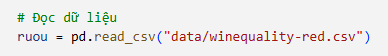 # Đọc dữ liệu
ruou = pd.read_csv("data/winequality-red.csv")